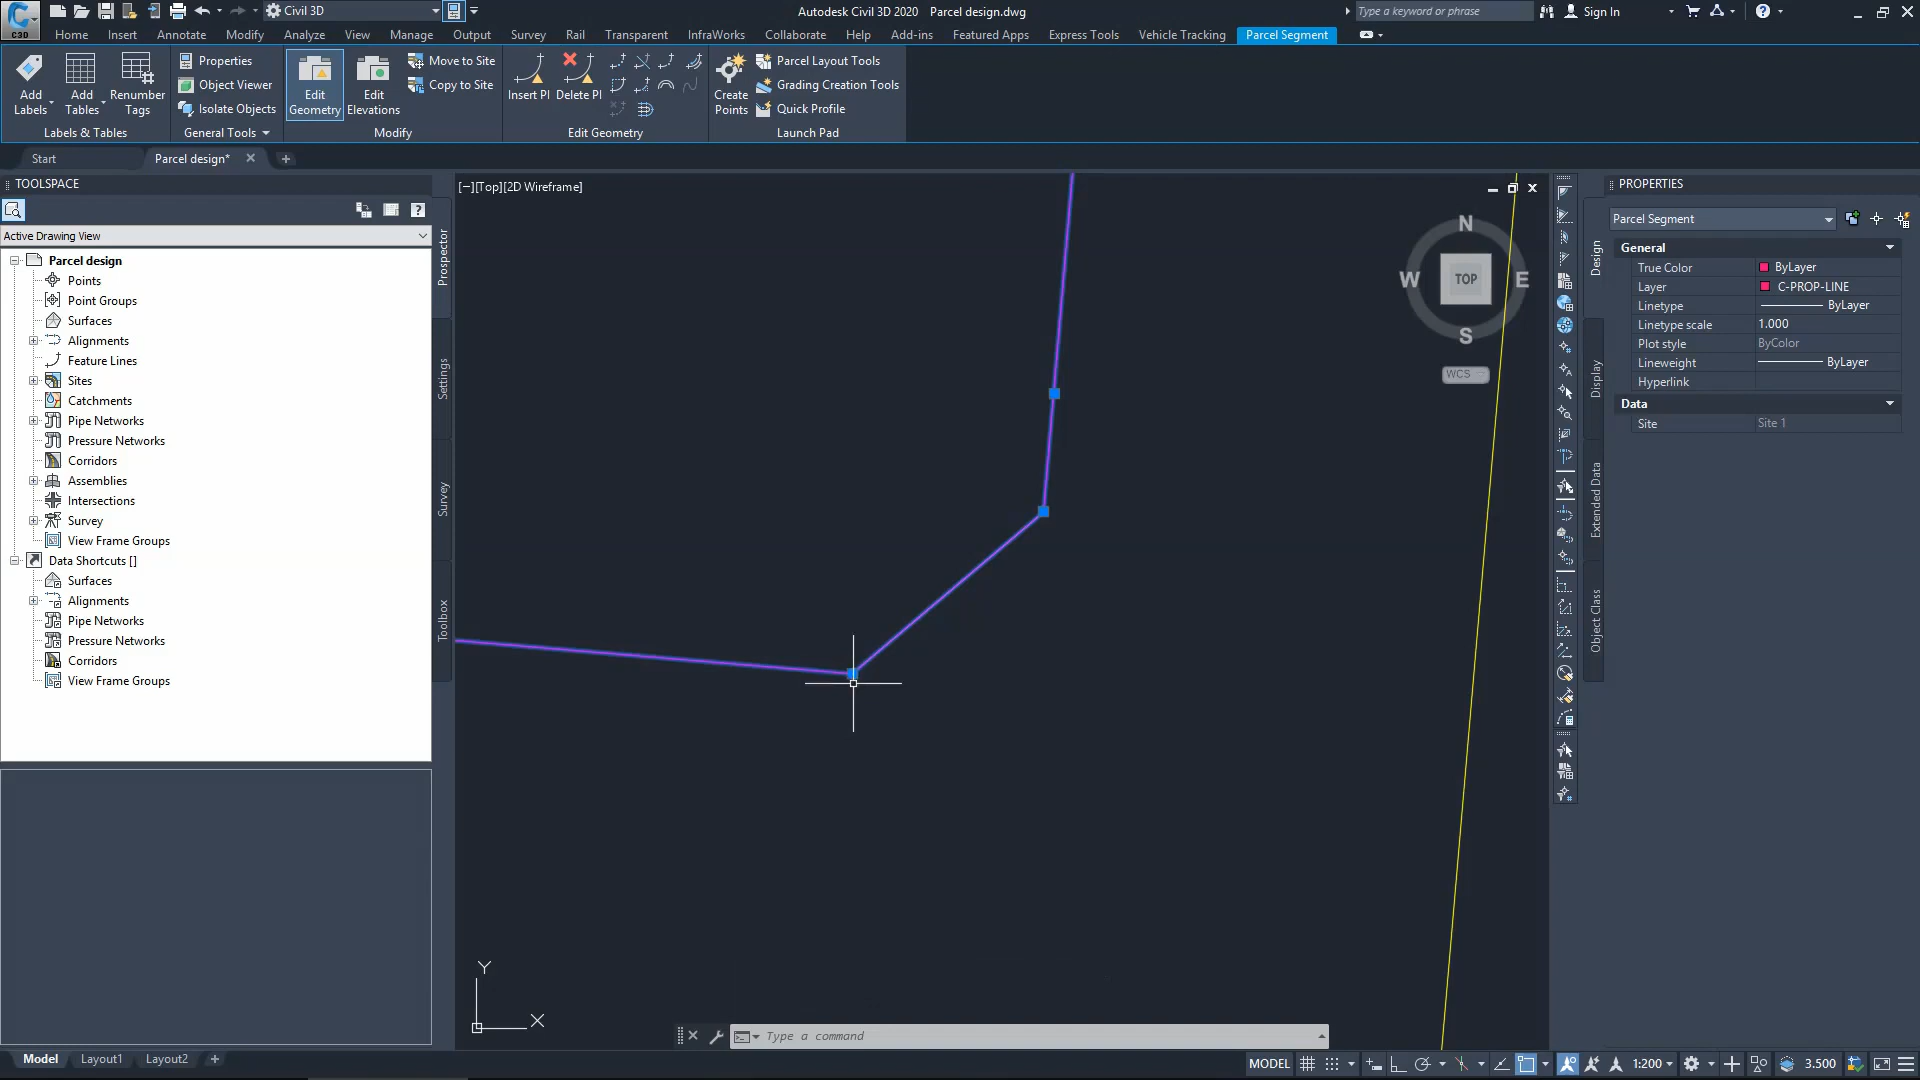 Civil 3D
Autodesk Civil 3D 2020 Parcel design.dwg
Type a keyword or phrase
Sign In
C3D
Home Insert Annotate Modify Analyze View Manage Output Survey Rail Transparent InfraWorks Collaborate Help Add-ins Featured Apps Express Tools Vehicle Tracking Parcel Segment
Add Labels
Add Tables
Renumber Tags
Properties
Object Viewer
Isolate Objects
Edit Geometry
Edit Elevations
Move to Site
Copy to Site
Insert PI
Delete PI
Create Points
Parcel Layout Tools
Grading Creation Tools
Quick Profile
Labels & Tables
General Tools
Modify
Edit Geometry
Launch Pad
Start
Parcel design*
TOOLSPACE
Active Drawing View
Parcel design
Points
Point Groups
Surfaces
Alignments
Feature Lines
Sites
Catchments
Pipe Networks
Pressure Networks
Corridors
Assemblies
Intersections
Survey
View Frame Groups
Data Shortcuts []
Surfaces
Alignments
Pipe Networks
Pressure Networks
Corridors
View Frame Groups
Prospector
Settings
Survey
Toolbox
[−][Top][2D Wireframe]
N
W TOP E
S
WCS
Y
X
Type a command
PROPERTIES
Parcel Segment
General
True Color ByLayer
Layer C-PROP-LINE
Linetype ByLayer
Linetype scale 1.000
Plot style ByColor
Lineweight ByLayer
Hyperlink
Data
Site Site 1
Design
Display
Extended Data
Object Class
Model Layout1 Layout2
MODEL 1:200 3.500